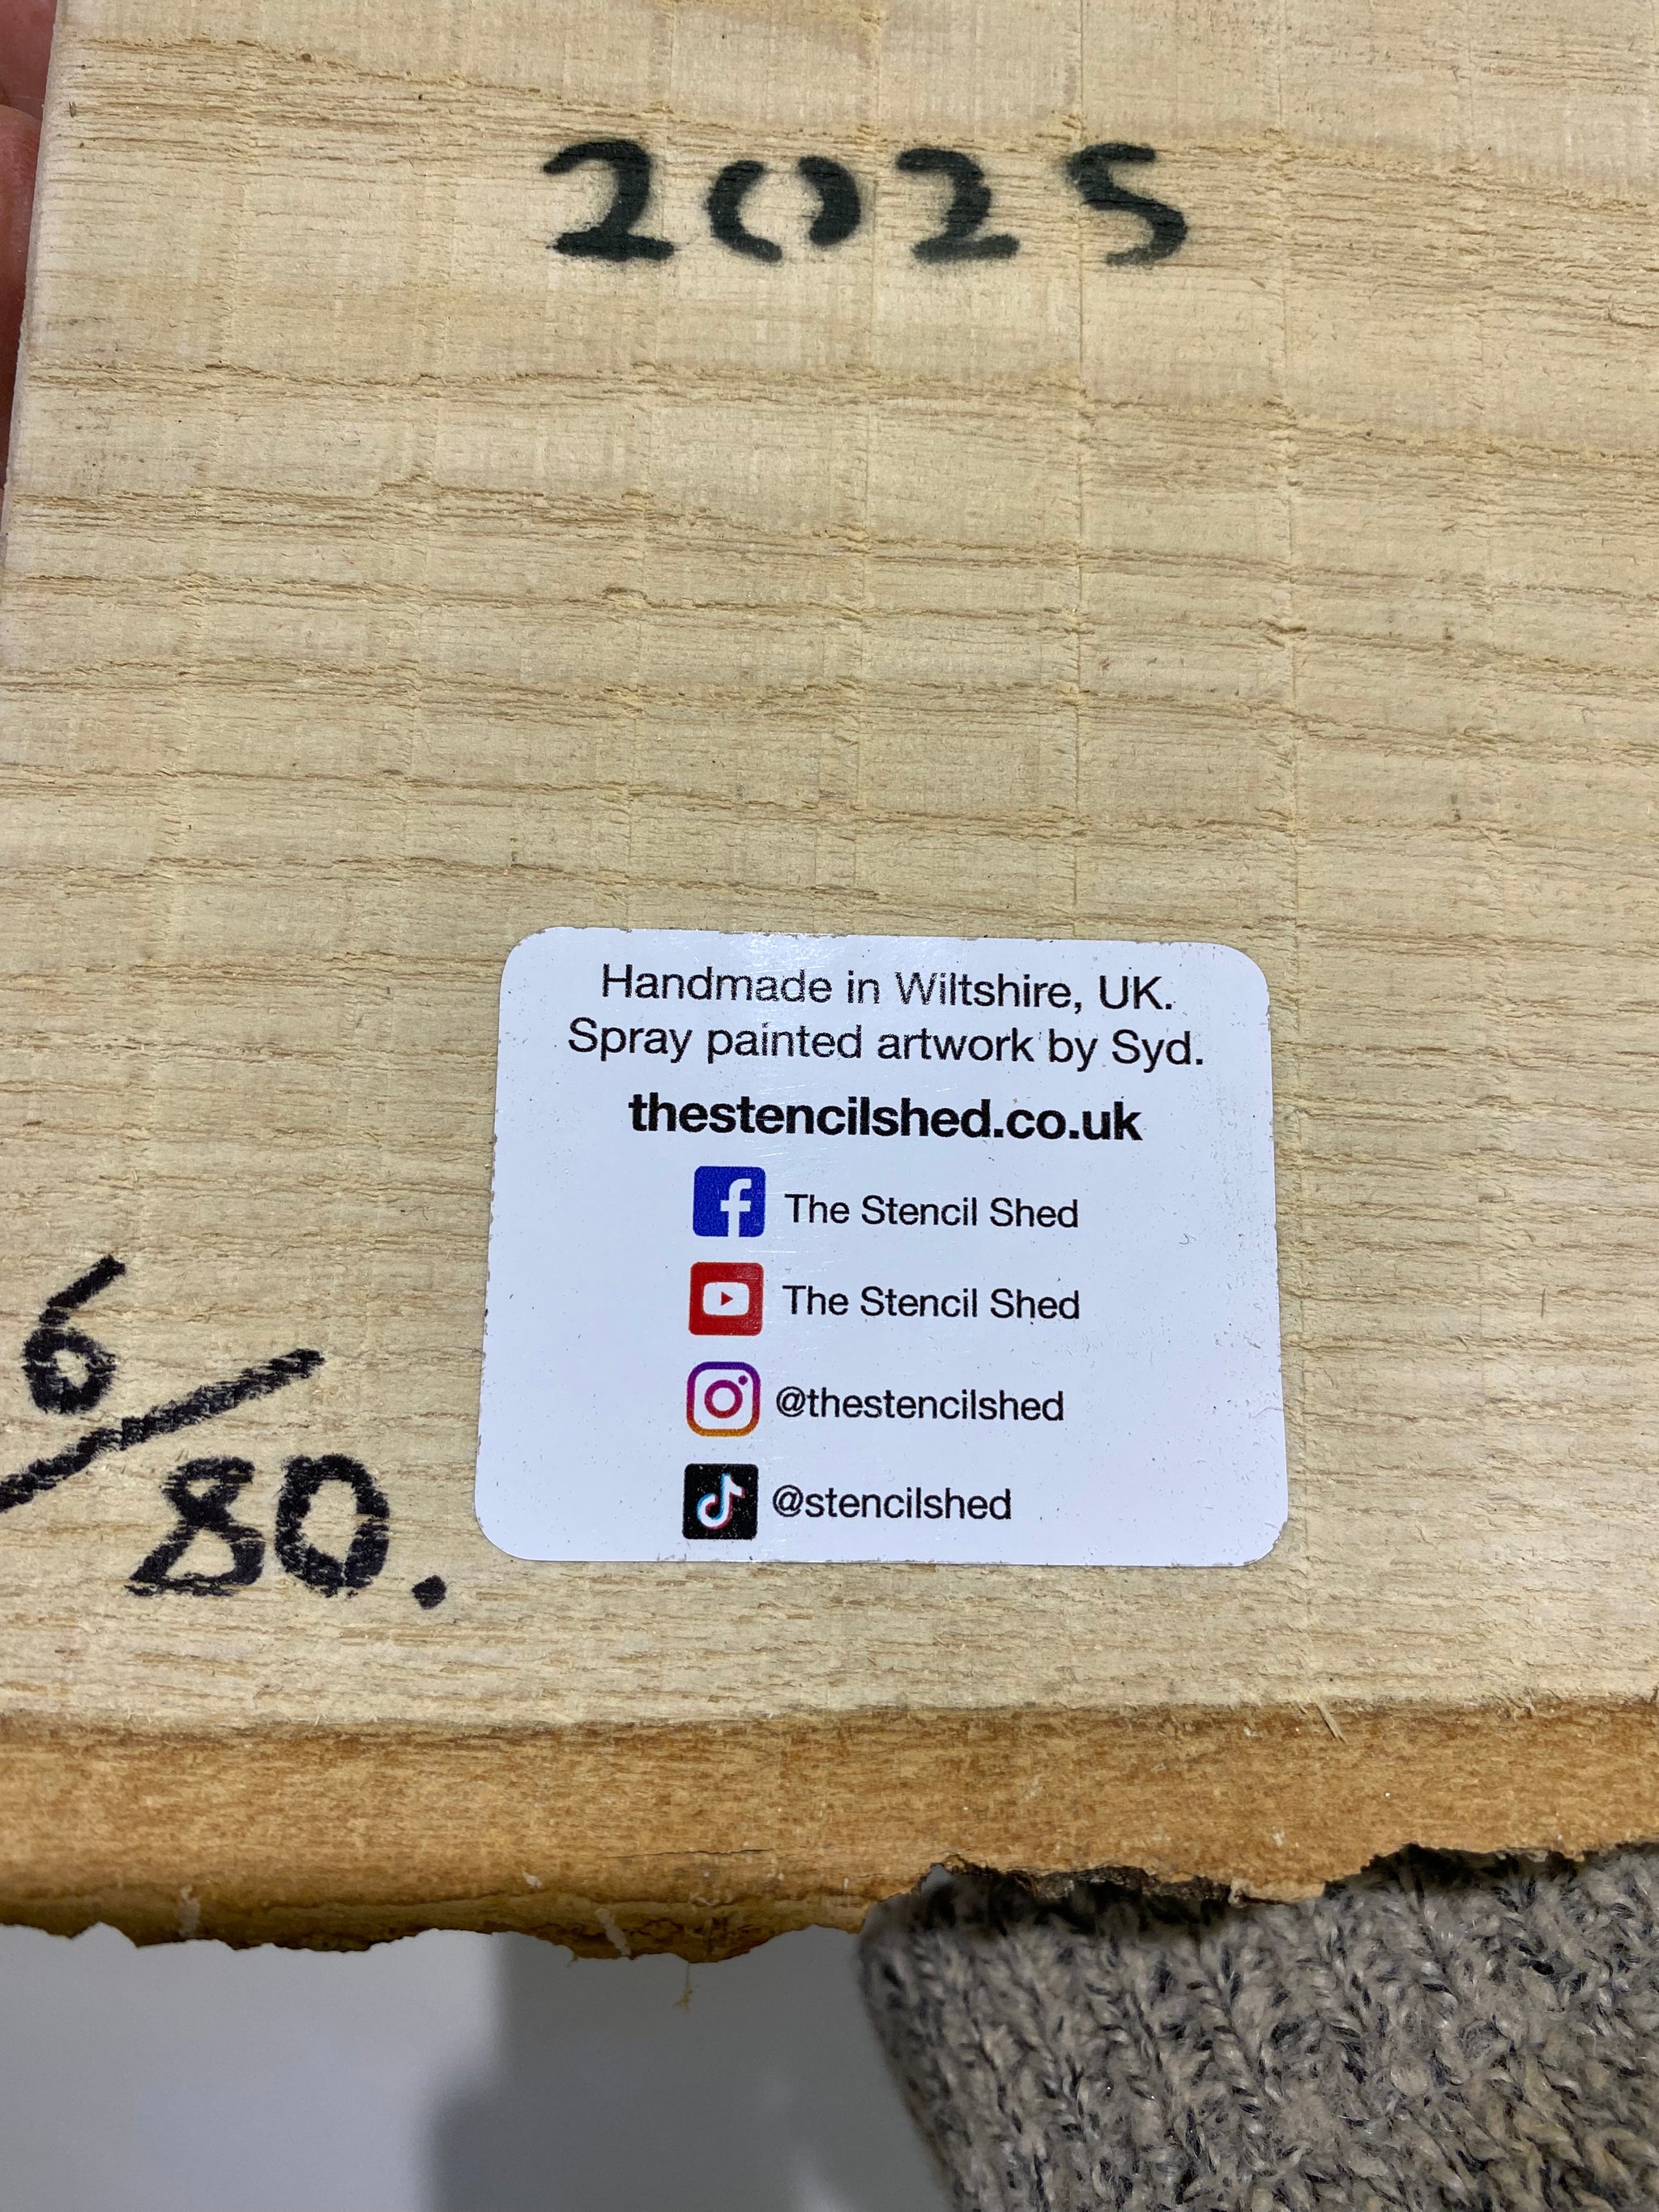 2025
Handmade in Wiltshire, UK.
Spray painted artwork by Syd.
thestencilshed.co.uk
The Stencil Shed
The Stencil Shed
@thestencilshed
@stencilshed
6/80.